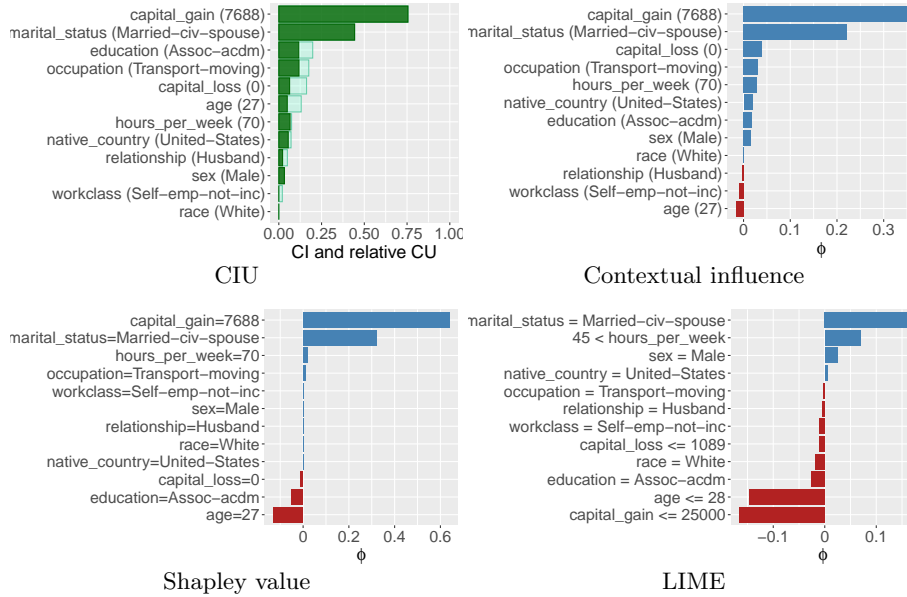 capital_gain (7688)
marital_status (Married−civ−spouse)
education (Assoc−acdm)
occupation (Transport−moving)
capital_loss (0)
age (27)
hours_per_week (70)
native_country (United−States)
relationship (Husband)
sex (Male)
workclass (Self−emp−not−inc)
race (White)
0.00 0.25 0.50 0.75 1.00
CI and relative CU
CIU
capital_gain (7688)
marital_status (Married−civ−spouse)
capital_loss (0)
occupation (Transport−moving)
hours_per_week (70)
native_country (United−States)
education (Assoc−acdm)
sex (Male)
race (White)
relationship (Husband)
workclass (Self−emp−not−inc)
age (27)
0 0.1 0.2 0.3
ϕ
Contextual influence
capital_gain=7688
marital_status=Married−civ−spouse
hours_per_week=70
occupation=Transport−moving
workclass=Self−emp−not−inc
sex=Male
relationship=Husband
race=White
native_country=United−States
capital_loss=0
education=Assoc−acdm
age=27
0 0.2 0.4 0.6
ϕ
Shapley value
marital_status = Married−civ−spouse
45 < hours_per_week
sex = Male
native_country = United−States
occupation = Transport−moving
relationship = Husband
workclass = Self−emp−not−inc
capital_loss <= 1089
race = White
education = Assoc−acdm
age <= 28
capital_gain <= 25000
−0.1 0 0.1
ϕ
LIME